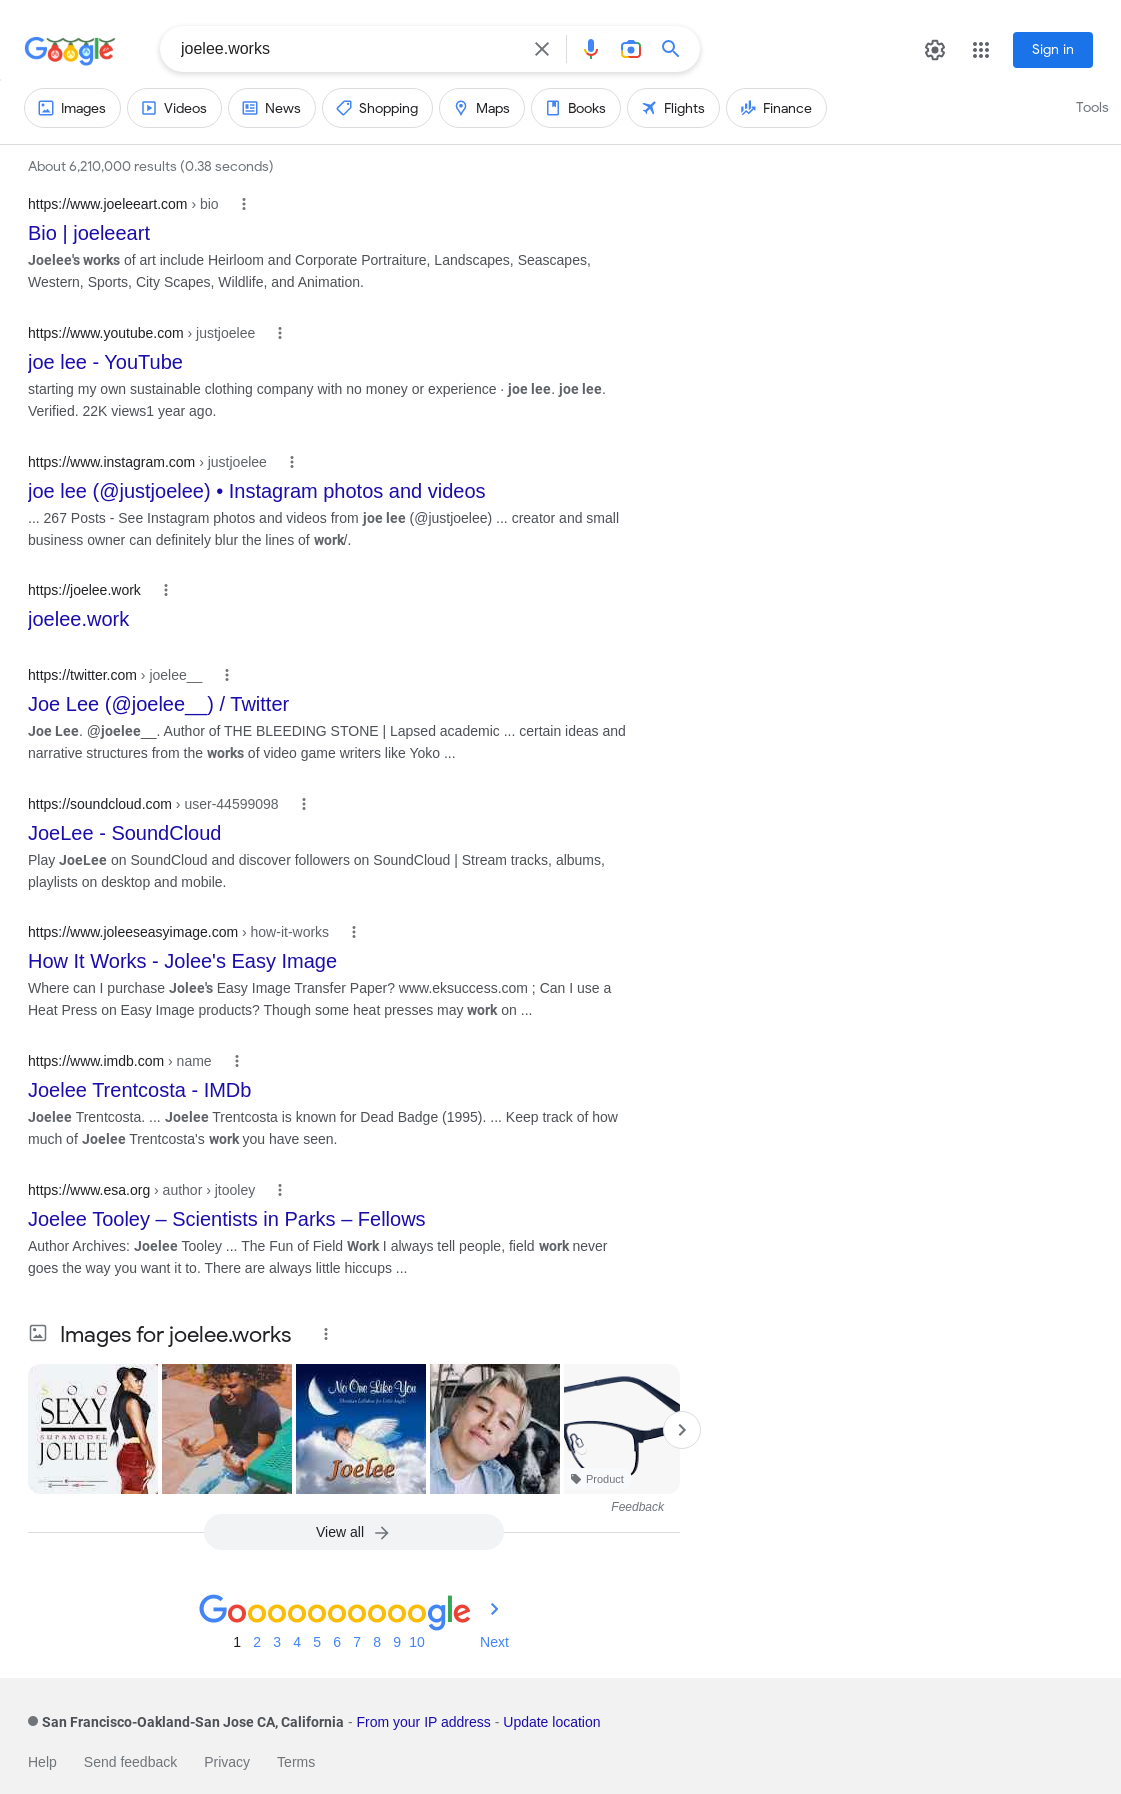 Google
joelee.works
Sign in
Images Videos News Shopping Maps Books Flights Finance Tools
About 6,210,000 results (0.38 seconds)
https://www.joeleeart.com › bio
Bio | joeleeart
Joelee's works of art include Heirloom and Corporate Portraiture, Landscapes, Seascapes,
Western, Sports, City Scapes, Wildlife, and Animation.
https://www.youtube.com › justjoelee
joe lee - YouTube
starting my own sustainable clothing company with no money or experience · joe lee. joe lee.
Verified. 22K views1 year ago.
https://www.instagram.com › justjoelee
joe lee (@justjoelee) • Instagram photos and videos
... 267 Posts - See Instagram photos and videos from joe lee (@justjoelee) ... creator and small
business owner can definitely blur the lines of work/.
https://joelee.work
joelee.work
https://twitter.com › joelee__
Joe Lee (@joelee__) / Twitter
Joe Lee. @joelee__. Author of THE BLEEDING STONE | Lapsed academic ... certain ideas and
narrative structures from the works of video game writers like Yoko ...
https://soundcloud.com › user-44599098
JoeLee - SoundCloud
Play JoeLee on SoundCloud and discover followers on SoundCloud | Stream tracks, albums,
playlists on desktop and mobile.
https://www.joleeseasyimage.com › how-it-works
How It Works - Jolee's Easy Image
Where can I purchase Jolee's Easy Image Transfer Paper? www.eksuccess.com ; Can I use a
Heat Press on Easy Image products? Though some heat presses may work on ...
https://www.imdb.com › name
Joelee Trentcosta - IMDb
Joelee Trentcosta. ... Joelee Trentcosta is known for Dead Badge (1995). ... Keep track of how
much of Joelee Trentcosta's work you have seen.
https://www.esa.org › author › jtooley
Joelee Tooley – Scientists in Parks – Fellows
Author Archives: Joelee Tooley ... The Fun of Field Work I always tell people, field work never
goes the way you want it to. There are always little hiccups ...
Images for joelee.works
SOO
SEXY
SUPAMODEL
JOELEE
No One Like You
Christian Lullabies for Little Angels
Joelee
Product
Feedback
View all
Goooooooooogle
1 2 3 4 5 6 7 8 9 10 Next
San Francisco-Oakland-San Jose CA, California - From your IP address - Update location
Help Send feedback Privacy Terms